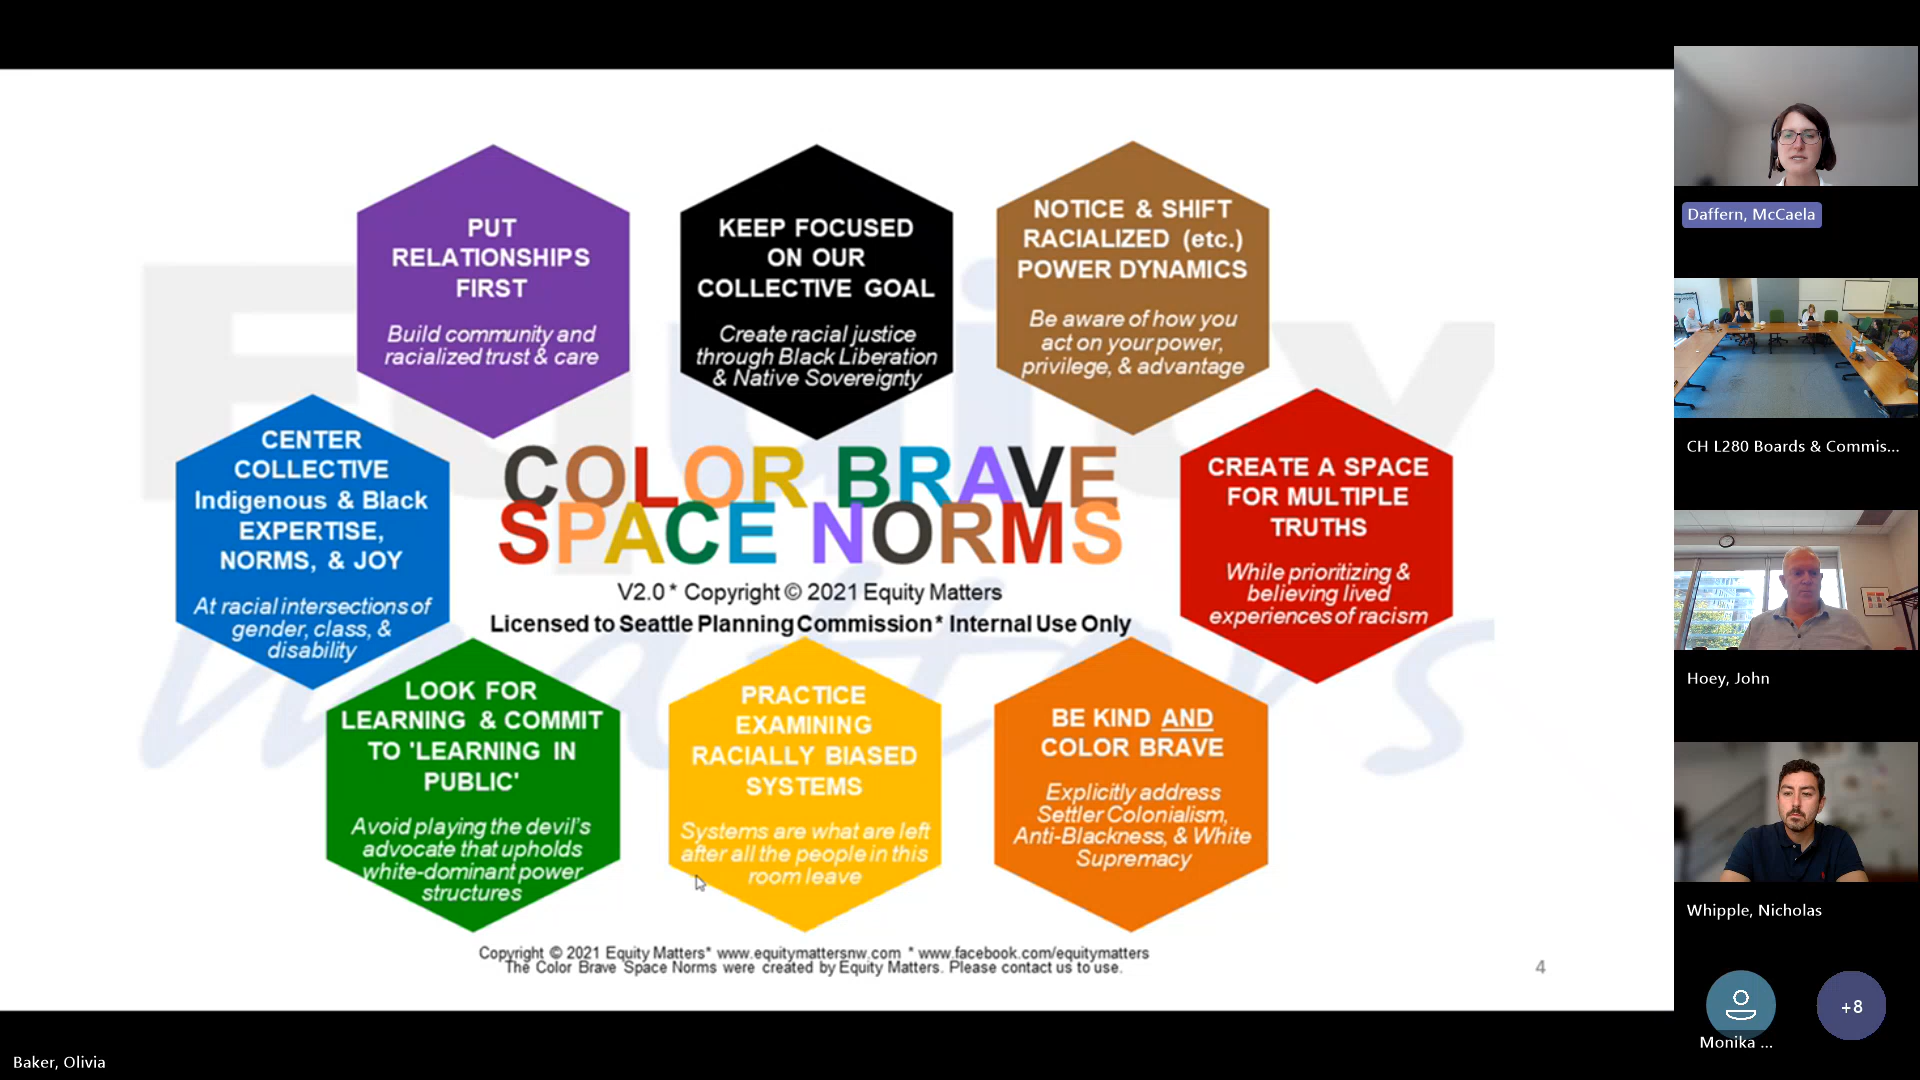 PUT
RELATIONSHIPS
FIRST
Build community and
racialized trust & care
KEEP FOCUSED
ON OUR
COLLECTIVE GOAL
Create racial justice
through Black Liberation
& Native Sovereignty
NOTICE & SHIFT
RACIALIZED (etc.)
POWER DYNAMICS
Be aware of how you
act on your power,
privilege, & advantage
CENTER
COLLECTIVE
Indigenous & Black
EXPERTISE,
NORMS, & JOY
At racial intersections of
gender, class, &
disability
COLOR BRAVE
SPACE NORMS
V2.0 * Copyright © 2021 Equity Matters
Licensed to Seattle Planning Commission * Internal Use Only
CREATE A SPACE
FOR MULTIPLE
TRUTHS
While prioritizing &
believing lived
experiences of racism
LOOK FOR
LEARNING & COMMIT
TO 'LEARNING IN
PUBLIC'
Avoid playing the devil's
advocate that upholds
white-dominant power
structures
PRACTICE
EXAMINING
RACIALLY BIASED
SYSTEMS
Systems are what are left
after all the people in this
room leave
BE KIND AND
COLOR BRAVE
Explicitly address
Settler Colonialism,
Anti-Blackness, & White
Supremacy
Equity
matters
Copyright © 2021 Equity Matters* www.equitymattersnw.com * www.facebook.com/equitymatters
The Color Brave Space Norms were created by Equity Matters. Please contact us to use.
4
Daffern, McCaela
CH L280 Boards & Commis...
Hoey, John
Whipple, Nicholas
Monika ...
+8
Baker, Olivia